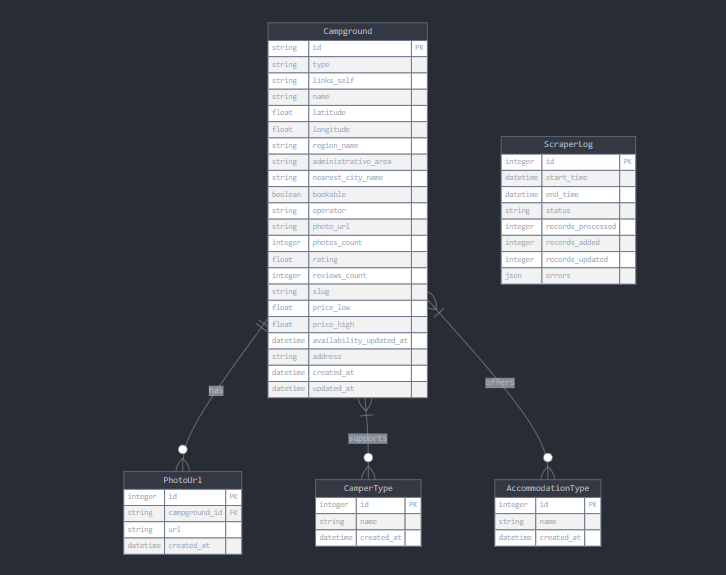 Campground
string id PK
string type
string links_self
string name
float latitude
float longitude
string region_name
string administrative_area
string nearest_city_name
boolean bookable
string operator
string photo_url
integer photos_count
float rating
integer reviews_count
string slug
float price_low
float price_high
datetime availability_updated_at
string address
datetime created_at
datetime updated_at
ScraperLog
integer id PK
datetime start_time
datetime end_time
string status
integer records_processed
integer records_added
integer records_updated
json errors
has
supports
offers
PhotoUrl
integer id PK
string campground_id FK
string url
datetime created_at
CamperType
integer id PK
string name
datetime created_at
AccommodationType
integer id PK
string name
datetime created_at